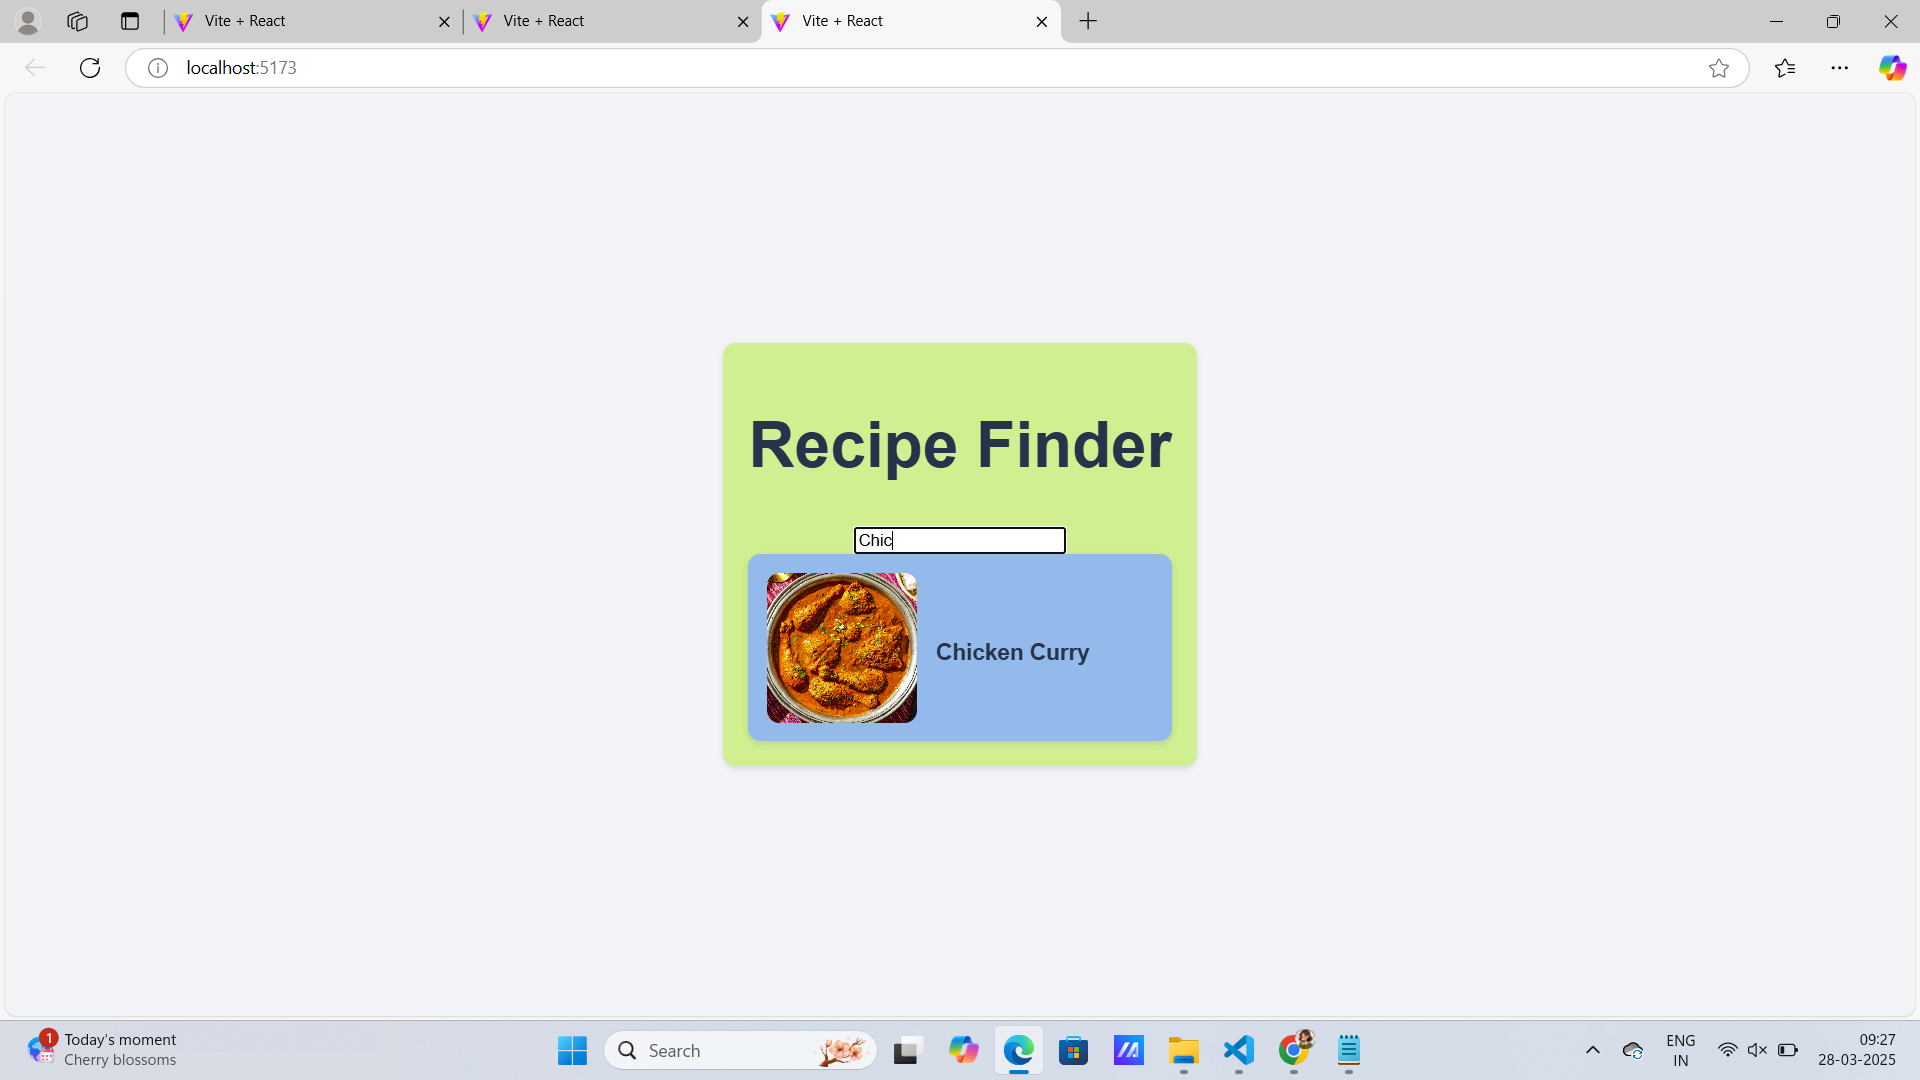 Vite + React
Vite + React
Vite + React
localhost:5173
Recipe Finder
Chic
Chicken Curry
1
Today's moment
Cherry blossoms
Search
ENG
IN
09:27
28-03-2025